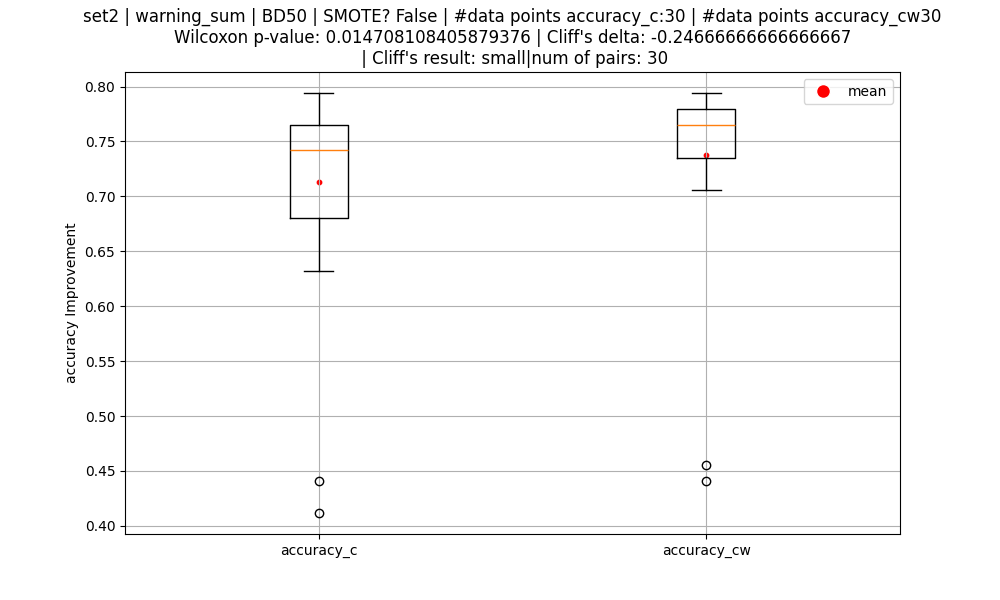 set2 | warning_sum | BD50 | SMOTE? False | #data points accuracy_c:30 | #data points accuracy_cw30
Wilcoxon p-value: 0.014708108405879376 | Cliff's delta: -0.24666666666666667
| Cliff's result: small|num of pairs: 30
mean
0.80
0.75
0.70
0.65
0.60
0.55
0.50
0.45
0.40
accuracy Improvement
accuracy_c
accuracy_cw